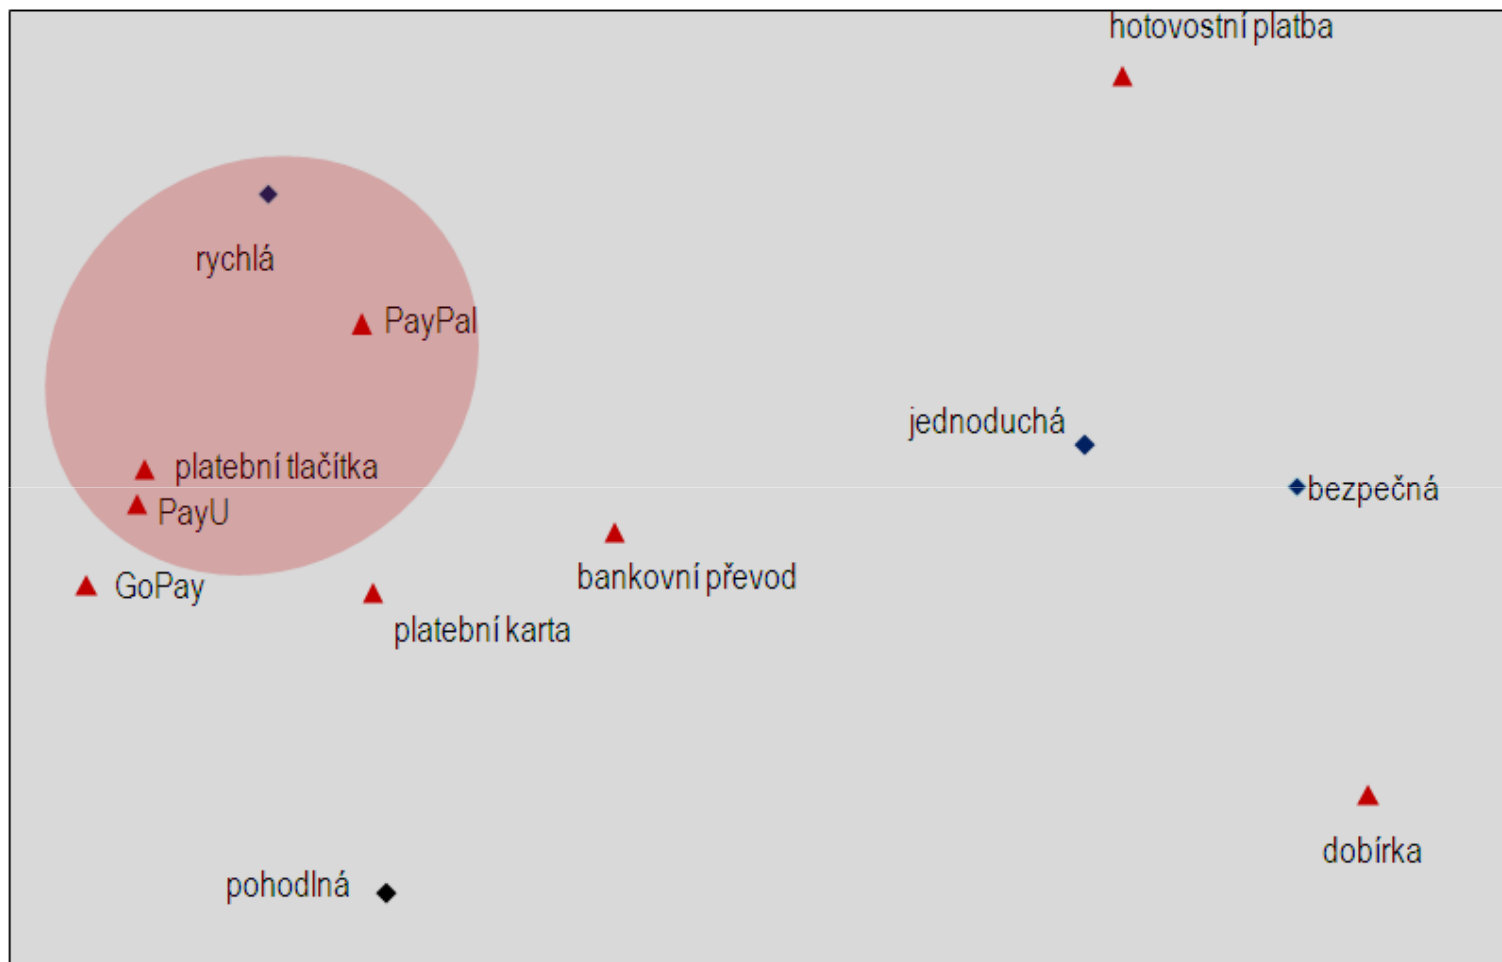 hotovostní platba
rychlá
PayPal
jednoduchá
platební tlačítka
bezpečná
PayU
bankovní převod
GoPay
platební karta
dobírka
pohodlná